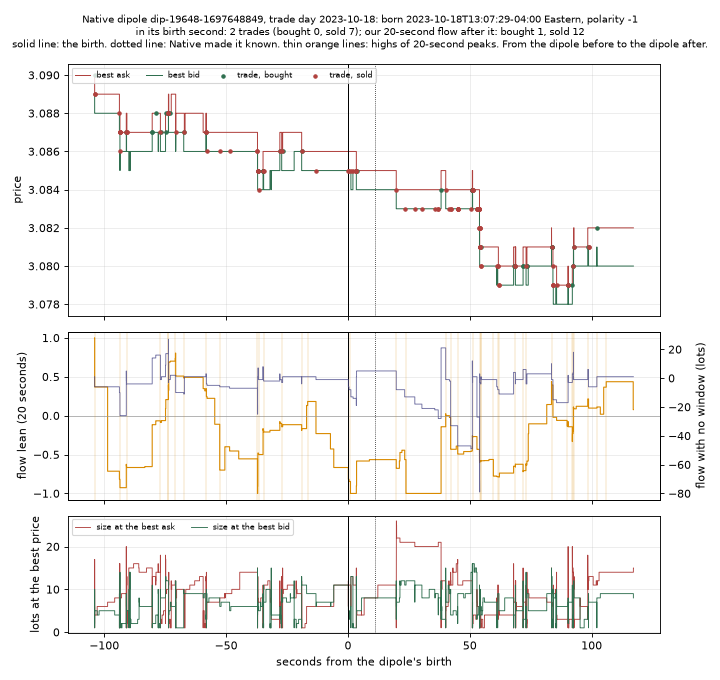 Native dipole dip-19648-1697648849, trade day 2023-10-18: born 2023-10-18T13:07:29-04:00 Eastern, polarity -1
in its birth second: 2 trades (bought 0, sold 7); our 20-second flow after it: bought 1, sold 12
solid line: the birth. dotted line: Native made it known. thin orange lines: highs of 20-second peaks. From the dipole before to the dipole after.
best ask
best bid
trade, bought
trade, sold
3.090
3.088
3.086
3.084
3.082
3.080
3.078
price
1.0
0.5
0.0
−0.5
−1.0
flow lean (20 seconds)
20
0
−20
−40
−60
−80
flow with no window (lots)
size at the best ask
size at the best bid
20
10
0
lots at the best price
−100
−50
0
50
100
seconds from the dipole's birth